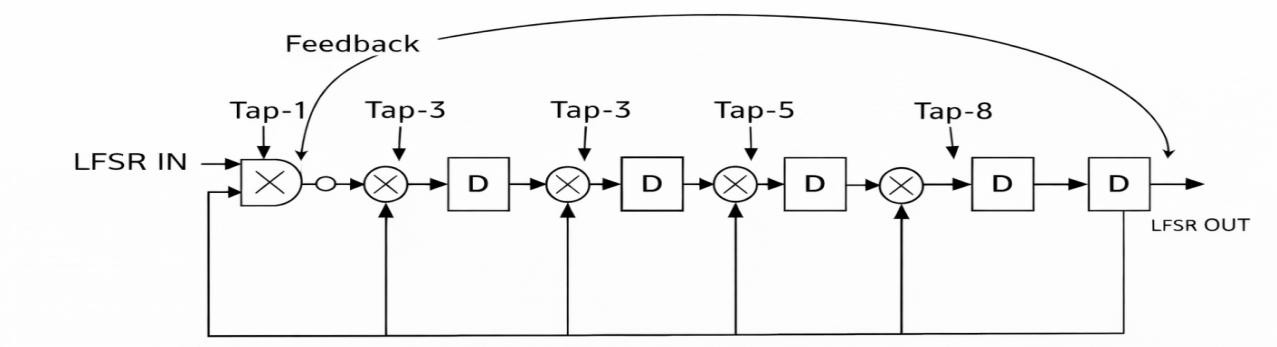 Feedback
Tap-1 Tap-3 Tap-3 Tap-5 Tap-8
LFSR IN
D D D D D
LFSR OUT